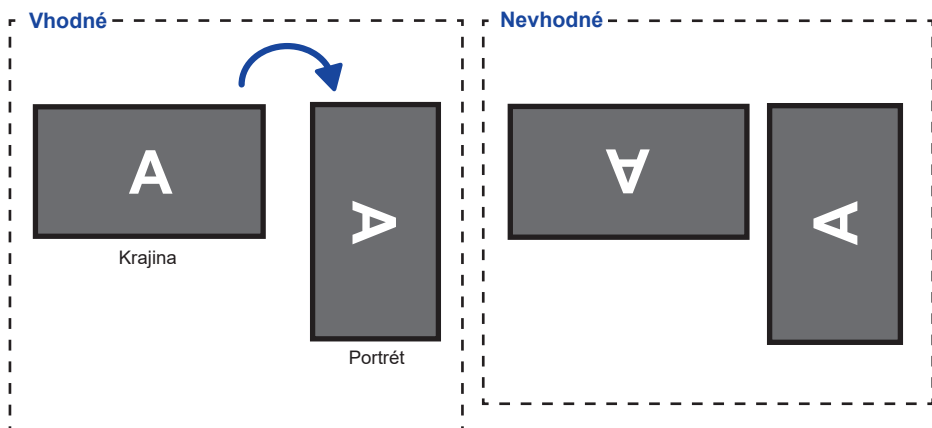 Vhodné
A
A
Krajina
Portrét
Nevhodné
A
A